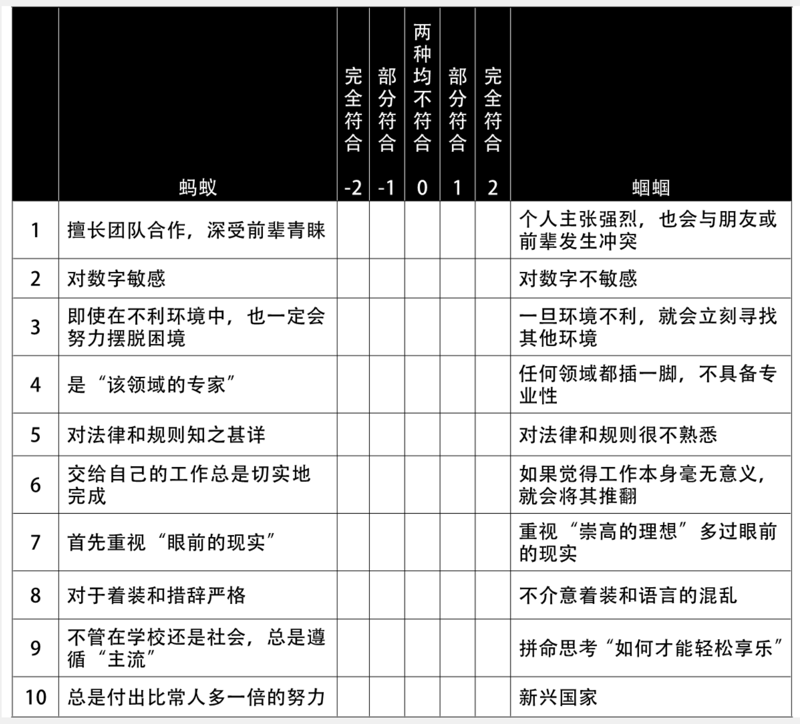 蚂蚁
完全符合
-2
部分符合
-1
两种均不符合
0
部分符合
1
完全符合
2
蝈蝈
1
擅长团队合作，深受前辈青睐
个人主张强烈，也会与朋友或
前辈发生冲突
2
对数字敏感
对数字不敏感
3
即使在不利环境中，也一定会
努力摆脱困境
一旦环境不利，就会立刻寻找
其他环境
4
是“该领域的专家”
任何领域都插一脚，不具备专
业性
5
对法律和规则知之甚详
对法律和规则很不熟悉
6
交给自己的工作总是切实地
完成
如果觉得工作本身毫无意义，
就会将其推翻
7
首先重视“眼前的现实”
重视“崇高的理想”多过眼前
的现实
8
对于着装和措辞严格
不介意着装和语言的混乱
9
不管在学校还是社会，总是遵
循“主流”
拼命思考“如何才能轻松享乐”
10
总是付出比常人多一倍的努力
新兴国家